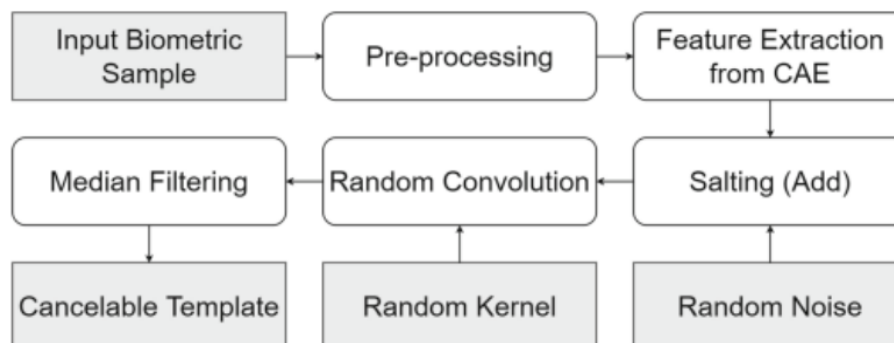 Input Biometric
Sample
Pre-processing
Feature Extraction
from CAE
Median Filtering
Random Convolution
Salting (Add)
Cancelable Template
Random Kernel
Random Noise